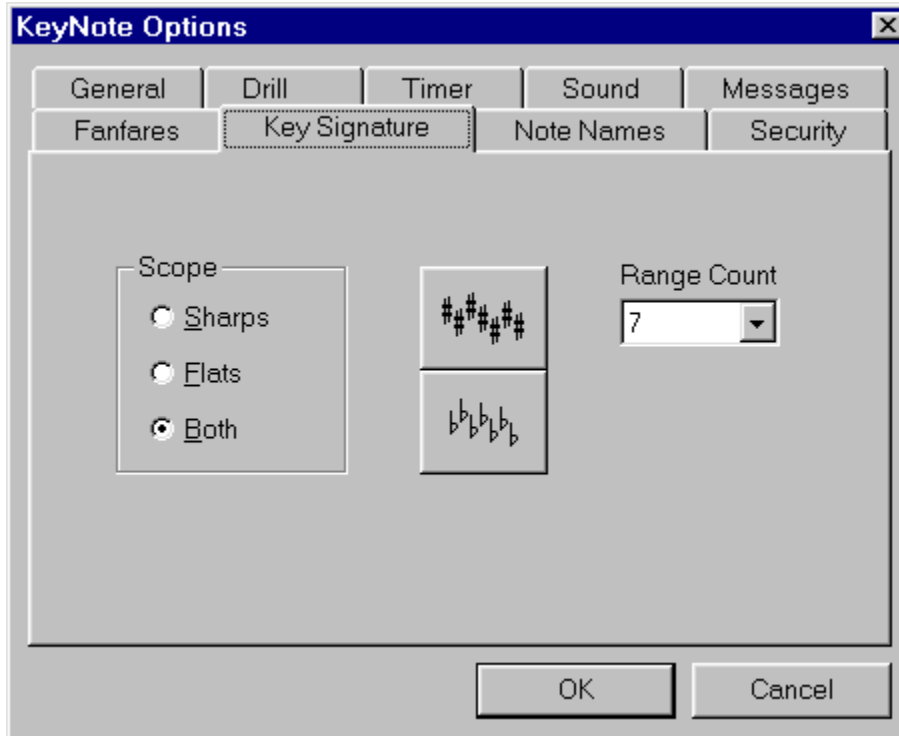 KeyNote Options
General Drill Timer Sound Messages
Fanfares Key Signature Note Names Security
Scope
Sharps
Flats
Both
Range Count
7
OK Cancel